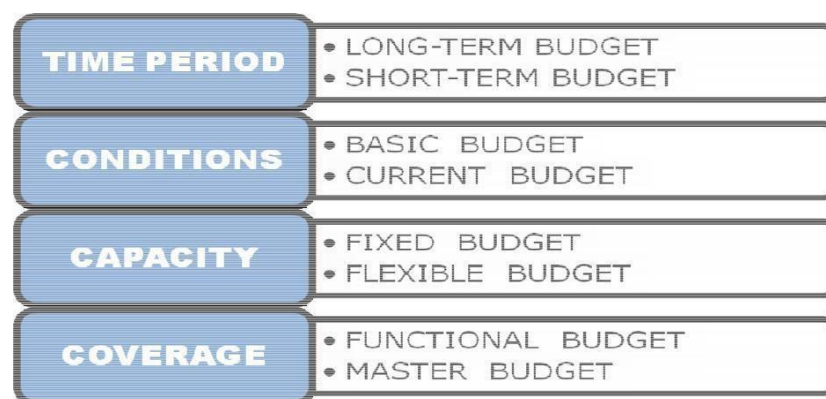 TIME PERIOD
• LONG-TERM BUDGET
• SHORT-TERM BUDGET
CONDITIONS
• BASIC BUDGET
• CURRENT BUDGET
CAPACITY
• FIXED BUDGET
• FLEXIBLE BUDGET
COVERAGE
• FUNCTIONAL BUDGET
• MASTER BUDGET